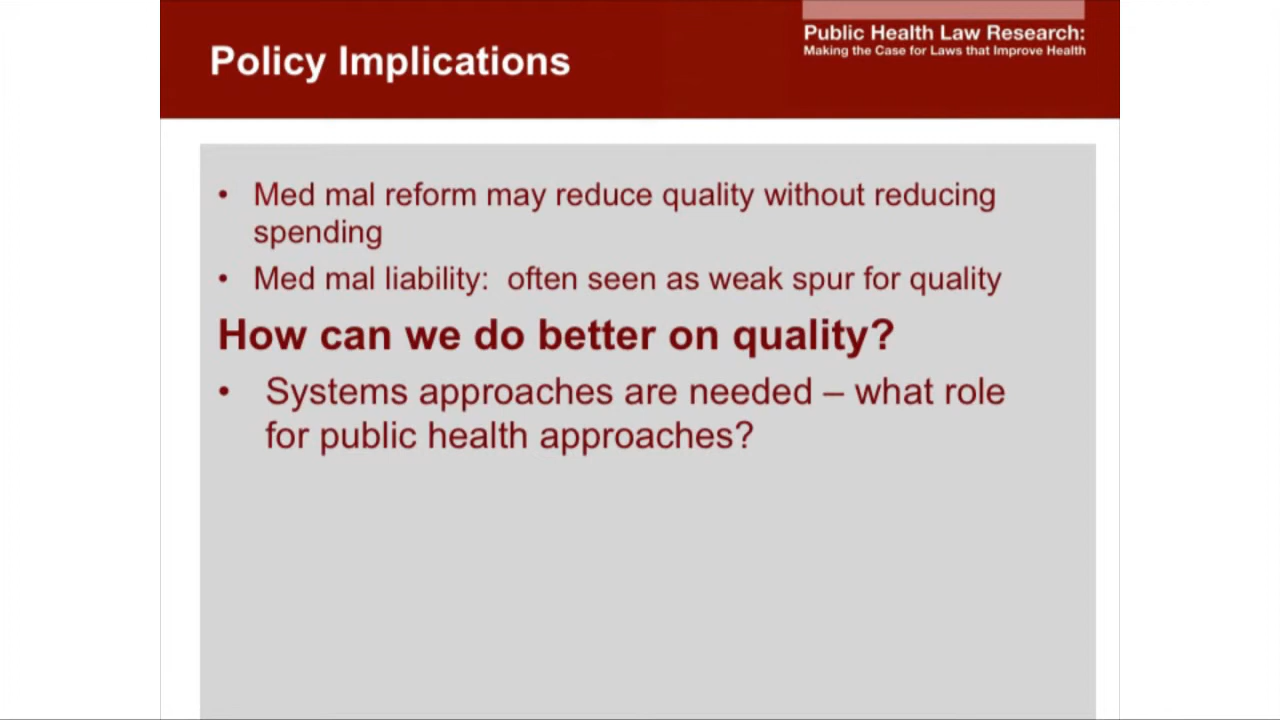 Policy Implications
Public Health Law Research:
Making the Case for Laws that Improve Health
• Med mal reform may reduce quality without reducing
spending
• Med mal liability:  often seen as weak spur for quality
How can we do better on quality?
• Systems approaches are needed – what role
for public health approaches?